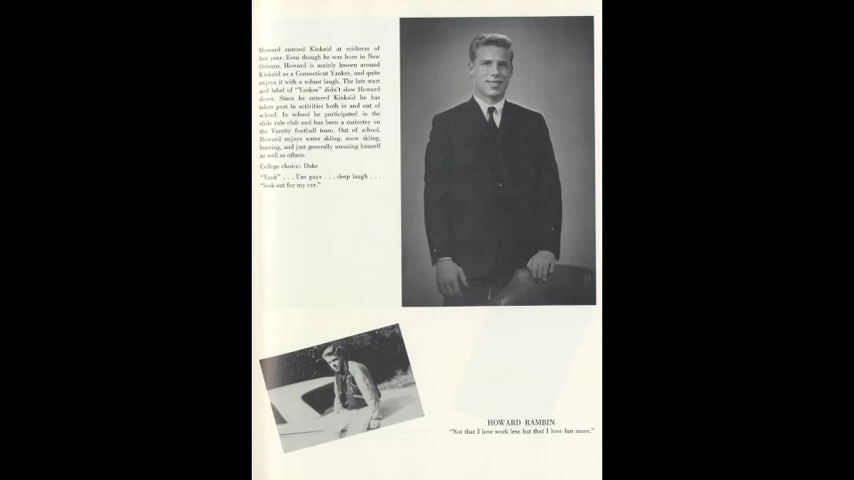 Howard entered Kinkaid at midterm of
last year. Even though he was born in New
Orleans, Howard is mainly known around
Kinkaid as a Connecticut Yankee, and quite
enjoys it with a robust laugh. The late start
and label of "Yankee" didn't slow Howard
down. Since he entered Kinkaid he has
taken part in activities both in and out of
school. In school he participated in the
slide rule club and has been a mainstay on
the Varsity football team. Out of school,
Howard enjoys water skiing, snow skiing,
hunting, and just generally amusing himself
as well as others.
College choice: Duke
"Yank" . . . Use guys . . . deep laugh . . .
"look out for my car."
HOWARD RAMBIN
"Not that I love work less but that I love fun more."